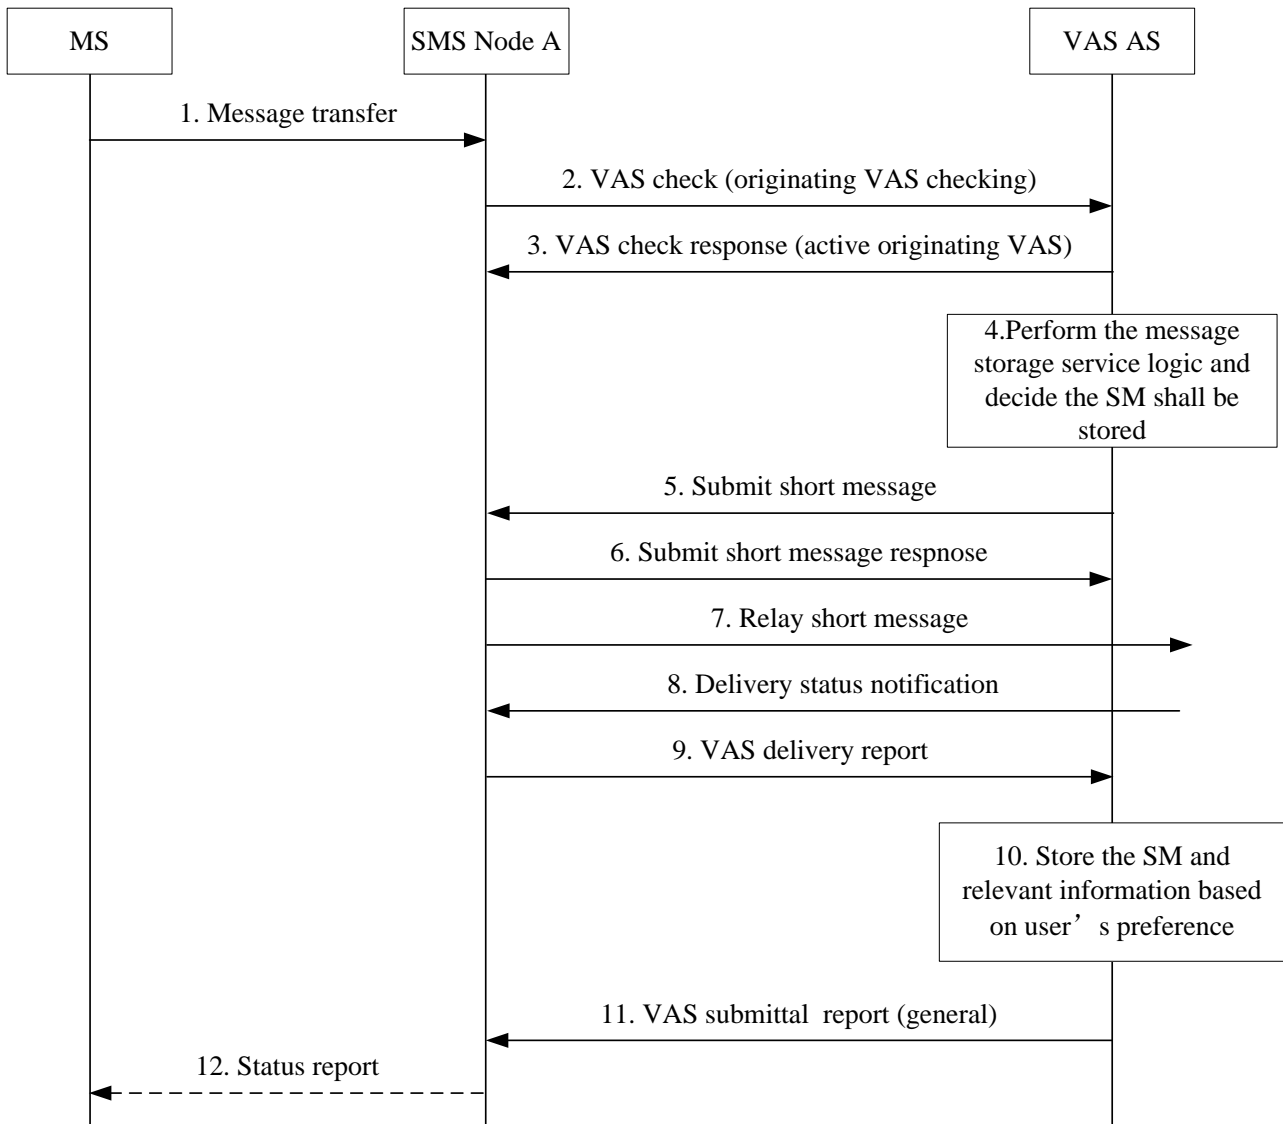 MS
SMS Node A
VAS AS
1. Message transfer
2. VAS check (originating VAS checking)
3. VAS check response (active originating VAS)
4.Perform the message
storage service logic and
decide the SM shall be
stored
5. Submit short message
6. Submit short message respnose
7. Relay short message
8. Delivery status notification
9. VAS delivery report
10. Store the SM and
relevant information based
on user’s preference
11. VAS submittal  report (general)
12. Status report